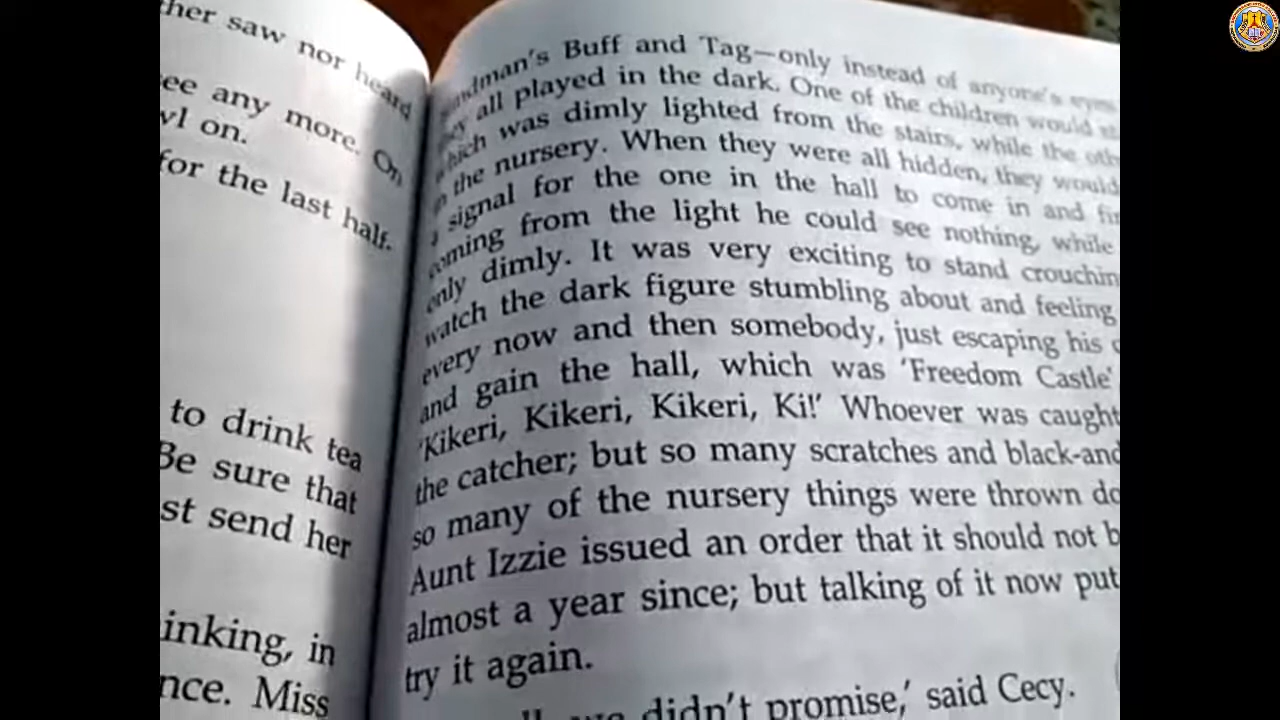 ther saw nor heard
ee any more. On
wl on.
for the last half.
to drink tea
Be sure that
st send her
inking, in
nce. Miss
andman's Buff and Tag—only instead of anyone's eyes
all played in the dark. One of the children would
which was dimly lighted from the stairs, while the oth
the nursery. When they were all hidden, they would
a signal for the one in the hall to come in and fin
coming from the light he could see nothing, while
only dimly. It was very exciting to stand crouchin
watch the dark figure stumbling about and feeling
every now and then somebody, just escaping his c
and gain the hall, which was 'Freedom Castle'
'Kikeri, Kikeri, Kikeri, Ki!' Whoever was caught
the catcher; but so many scratches and black-and
so many of the nursery things were thrown do
Aunt Izzie issued an order that it should not b
almost a year since; but talking of it now put
try it again.
didn't promise,' said Cecy.